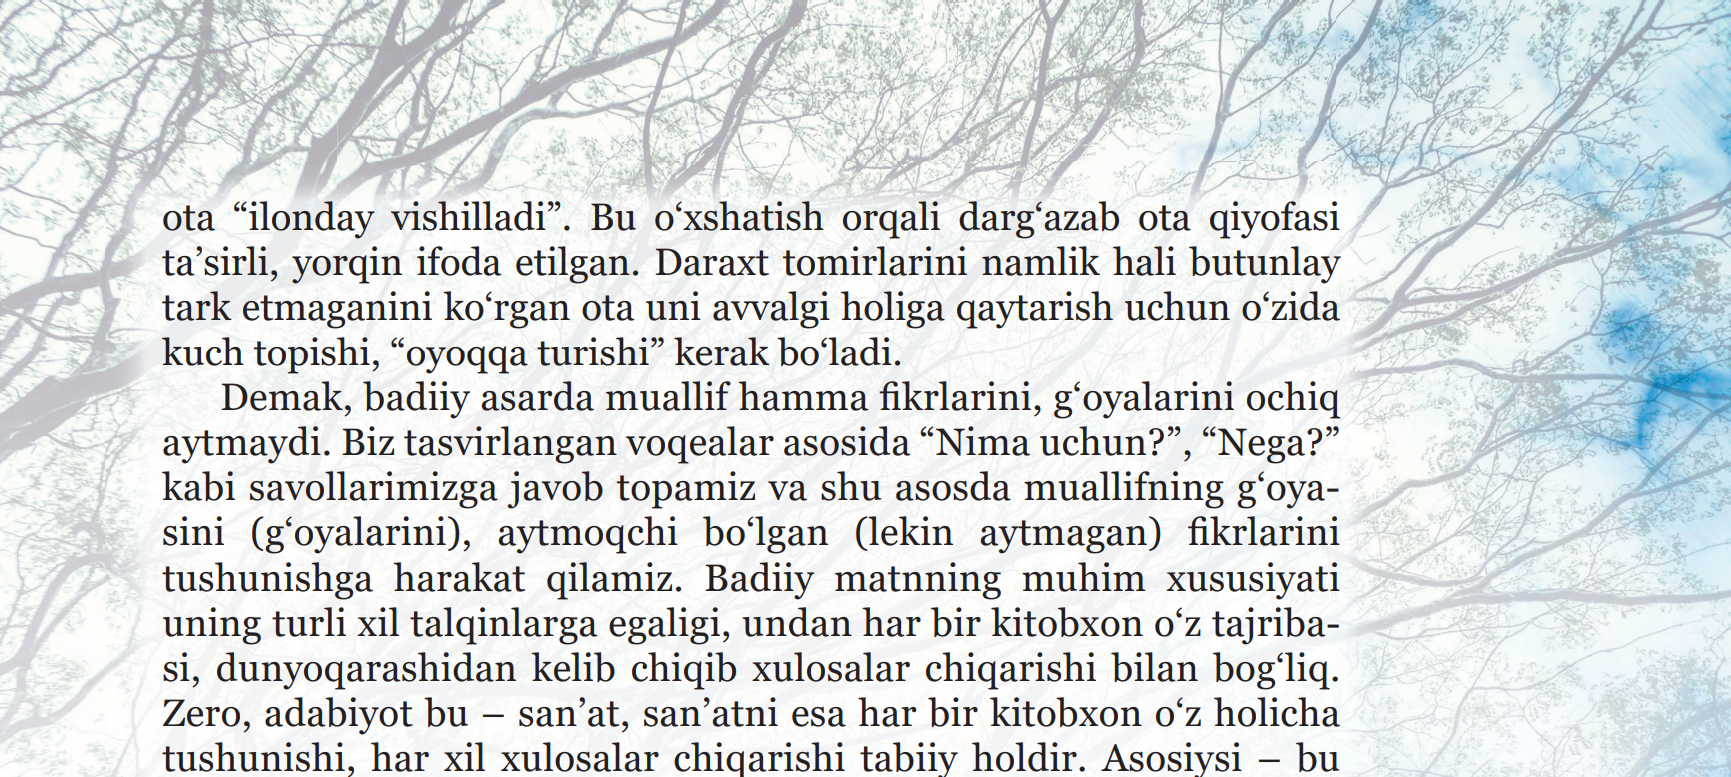 ota “ilonday vishilladi”. Bu o‘xshatish orqali darg‘azab ota qiyofasi
ta’sirli, yorqin ifoda etilgan. Daraxt tomirlarini namlik hali butunlay
tark etmaganini ko‘rgan ota uni avvalgi holiga qaytarish uchun o‘zida
kuch topishi, “oyoqqa turishi” kerak bo‘ladi.
Demak, badiiy asarda muallif hamma fikrlarini, g‘oyalarini ochiq
aytmaydi. Biz tasvirlangan voqealar asosida “Nima uchun?”, “Nega?”
kabi savollarimizga javob topamiz va shu asosda muallifning g‘oya-
sini (g‘oyalarini), aytmoqchi bo‘lgan (lekin aytmagan) fikrlarini
tushunishga harakat qilamiz. Badiiy matnning muhim xususiyati
uning turli xil talqinlarga egaligi, undan har bir kitobxon o‘z tajriba-
si, dunyoqarashidan kelib chiqib xulosalar chiqarishi bilan bog‘liq.
Zero, adabiyot bu – san’at, san’atni esa har bir kitobxon o‘z holicha
tushunishi, har xil xulosalar chiqarishi tabiiy holdir. Asosiysi – bu